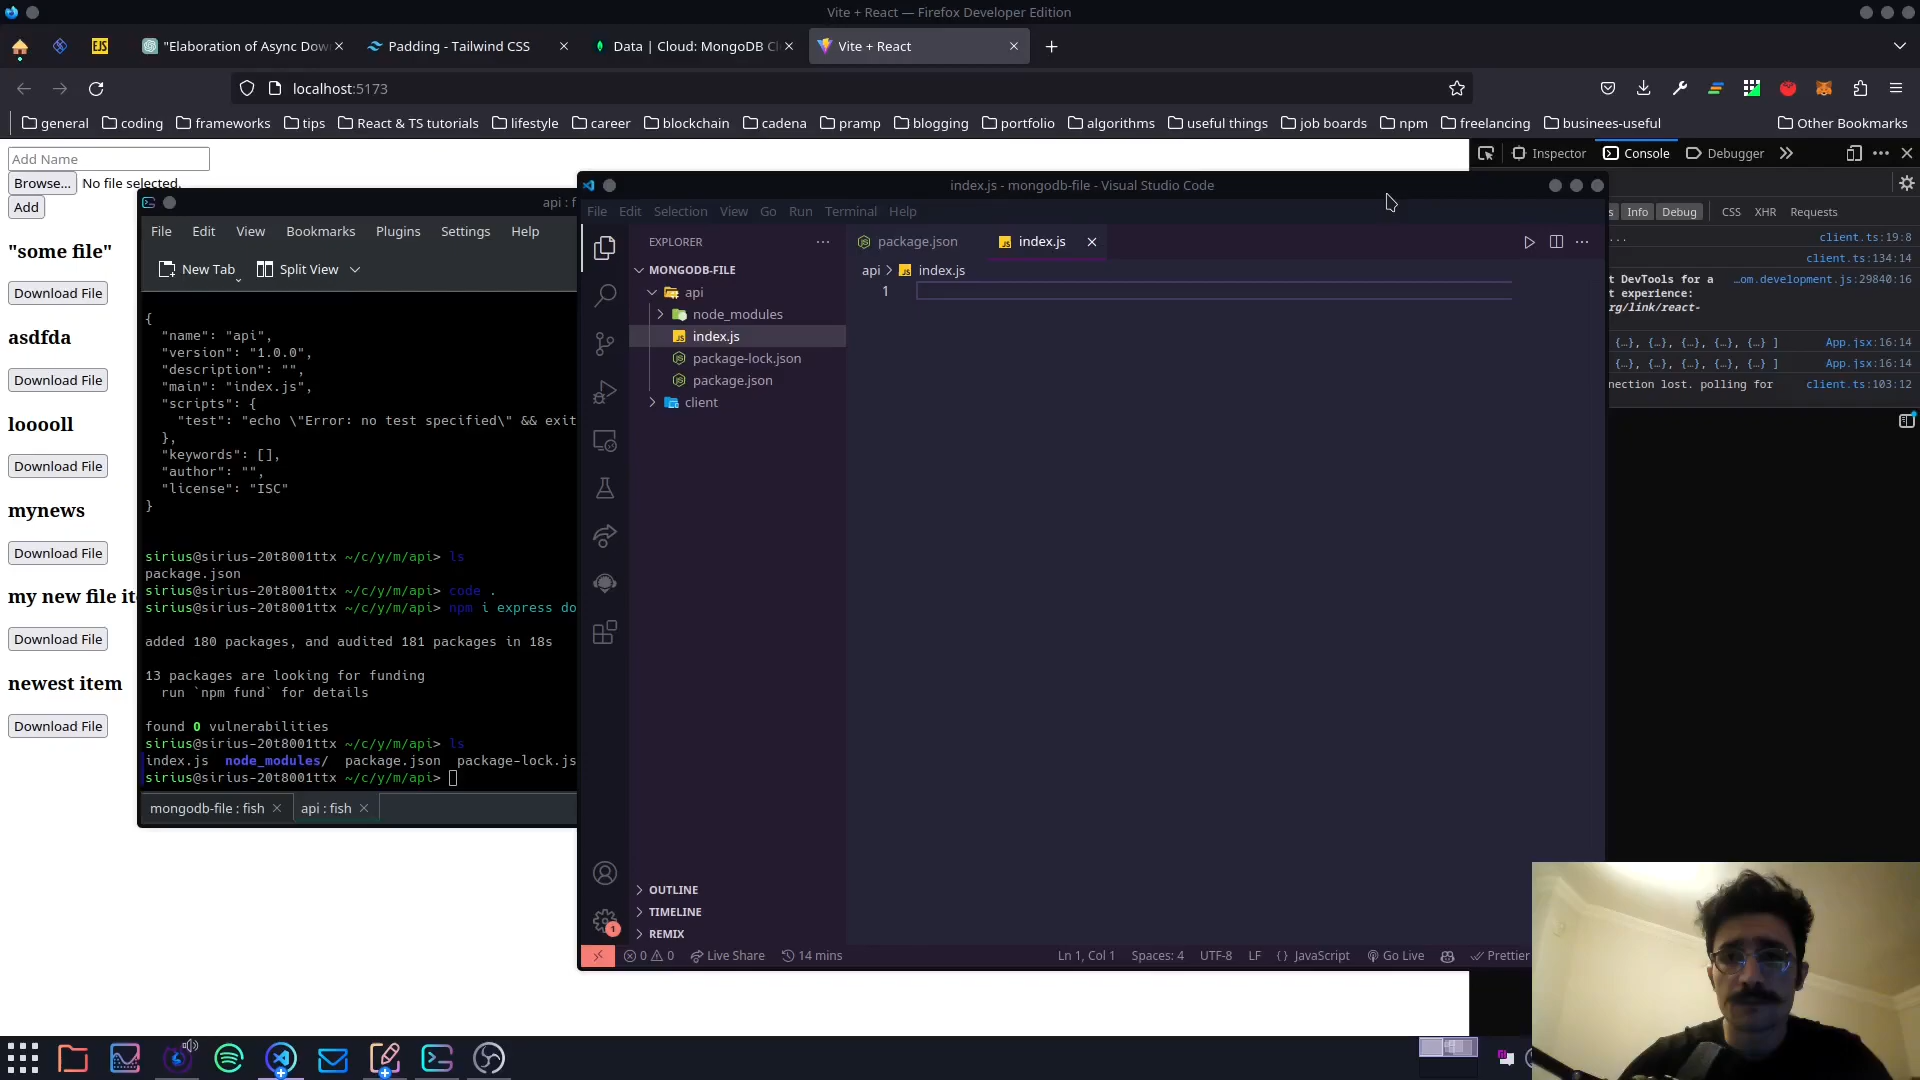 Vite + React — Firefox Developer Edition
"Elaboration of Async Dow
Padding - Tailwind CSS
Data | Cloud: MongoDB Cl
Vite + React
EJS
localhost:5173
general
coding
frameworks
tips
React & TS tutorials
lifestyle
career
blockchain
cadena
pramp
blogging
portfolio
algorithms
useful things
job boards
npm
freelancing
businees-useful
Other Bookmarks
Add Name
Browse... No file selected.
Add
"some file"
Download File
asdfda
Download File
looooll
Download File
mynews
Download File
my new file it
Download File
newest item
Download File
api : f
File Edit View Bookmarks Plugins Settings Help
New Tab Split View
{
"name": "api",
"version": "1.0.0",
"description": "",
"main": "index.js",
"scripts": {
"test": "echo \"Error: no test specified\" && exit
},
"keywords": [],
"author": "",
"license": "ISC"
}
sirius@sirius-20t8001ttx ~/c/y/m/api> ls
package.json
sirius@sirius-20t8001ttx ~/c/y/m/api> code .
sirius@sirius-20t8001ttx ~/c/y/m/api> npm i express do
added 180 packages, and audited 181 packages in 18s
13 packages are looking for funding
run `npm fund` for details
found 0 vulnerabilities
sirius@sirius-20t8001ttx ~/c/y/m/api> ls
index.js node_modules/ package.json package-lock.js
sirius@sirius-20t8001ttx ~/c/y/m/api>
mongodb-file : fish
api : fish
index.js - mongodb-file - Visual Studio Code
File Edit Selection View Go Run Terminal Help
EXPLORER
MONGODB-FILE
api
node_modules
index.js
package-lock.json
package.json
client
OUTLINE
TIMELINE
REMIX
package.json
index.js
api > index.js
1
1
0 0 Live Share 14 mins
Ln 1, Col 1 Spaces: 4 UTF-8 LF {} JavaScript Go Live Prettier
Inspector
Console
Debugger
s Info Debug CSS XHR Requests
... client.ts:19:8
client.ts:134:14
t DevTools for a …om.development.js:29840:16
t experience:
rg/link/react-
{…}, {…}, {…}, {…}, {…} ] App.jsx:16:14
{…}, {…}, {…}, {…}, {…} ] App.jsx:16:14
nection lost. polling for client.ts:103:12